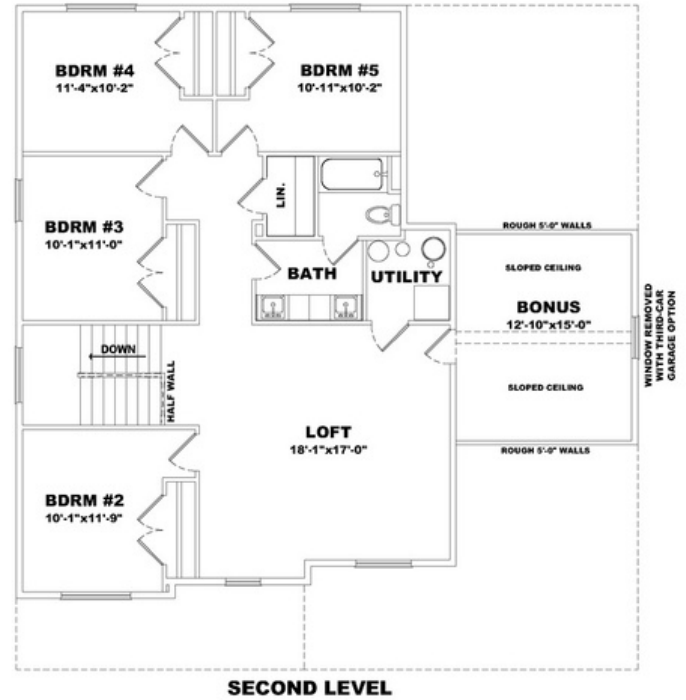 BDRM #4
11'-4"x10'-2"
BDRM #5
10'-11"x10'-2"
LIN.
BDRM #3
10'-1"x11'-0"
BATH
UTILITY
ROUGH 5'-0" WALLS
SLOPED CEILING
BONUS
12'-10"x15'-0"
SLOPED CEILING
ROUGH 5'-0" WALLS
WINDOW REMOVED
WITH THIRD-CAR
GARAGE OPTION
DOWN
HALF WALL
LOFT
18'-1"x17'-0"
BDRM #2
10'-1"x11'-9"
SECOND LEVEL